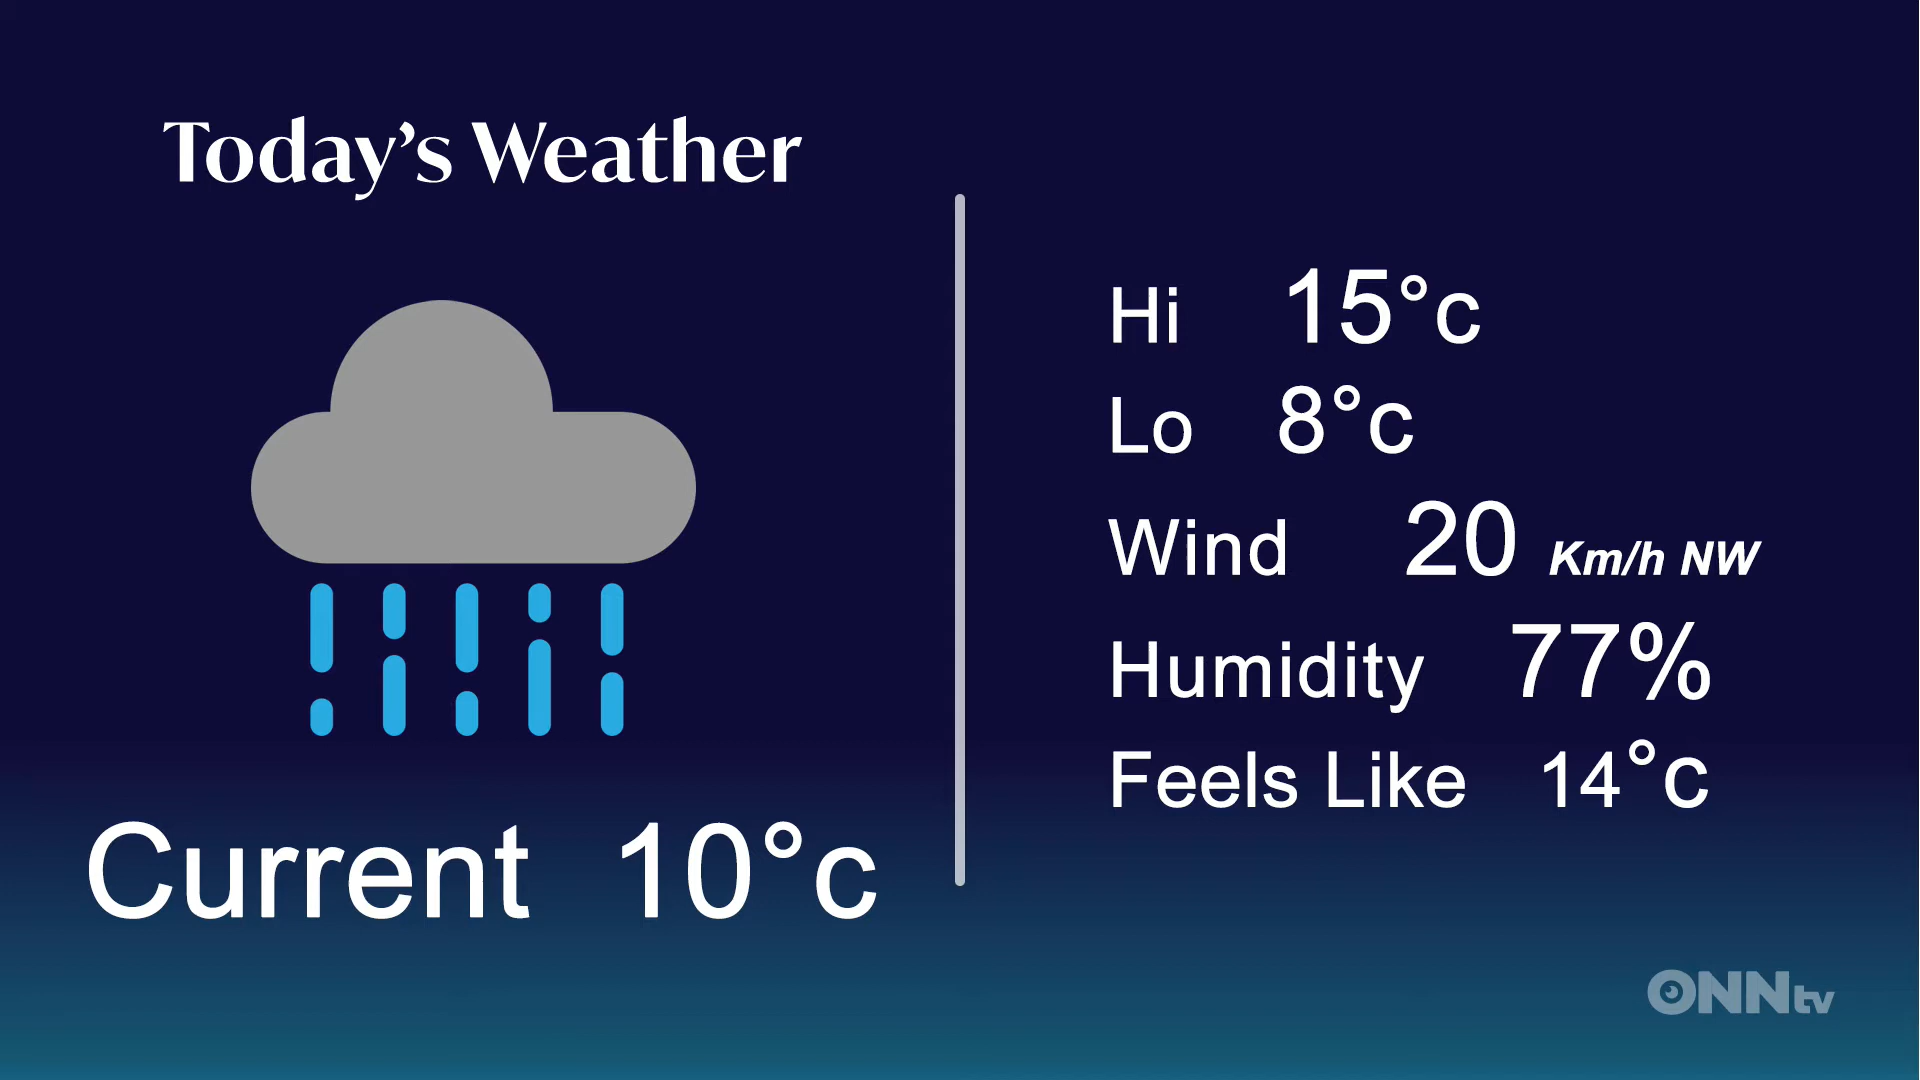 Today's Weather
Current 10°c
Hi 15°c
Lo 8°c
Wind 20 Km/h NW
Humidity 77%
Feels Like 14°c
ONNtv